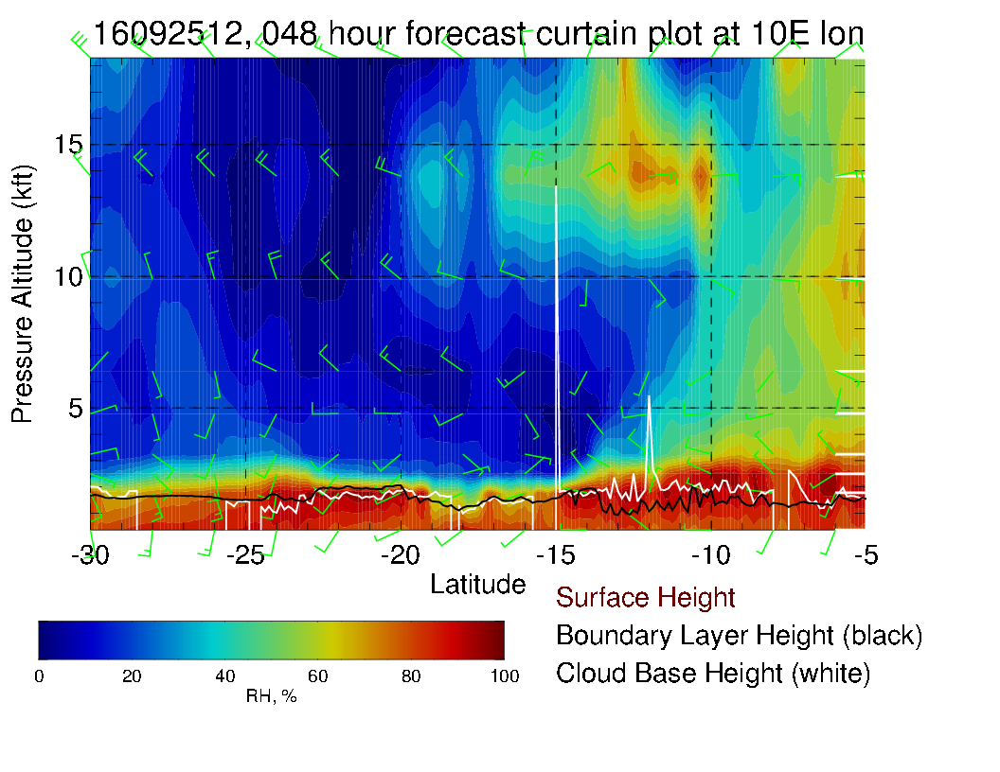 16092512, 048 hour forecast curtain plot at 10E lon
Pressure Altitude (kft)
15
10
5
-30 -25 -20 -15 -10 -5
Latitude
Surface Height
Boundary Layer Height (black)
Cloud Base Height (white)
0 20 40 60 80 100
RH, %